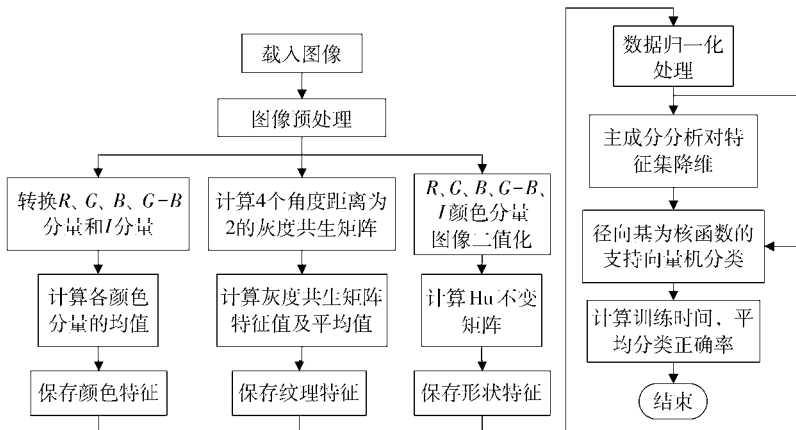 载入图像
图像预处理
转换R、G、B、G-B
分量和I分量
计算各颜色
分量的均值
保存颜色特征
计算4个角度距离为
2的灰度共生矩阵
计算灰度共生矩阵
特征值及平均值
保存纹理特征
R、G、B、G-B、
I颜色分量
图像二值化
计算Hu不变
矩阵
保存形状特征
数据归一化
处理
主成分分析对特
征集降维
径向基为核函数的
支持向量机分类
计算训练时间，平
均分类正确率
结束